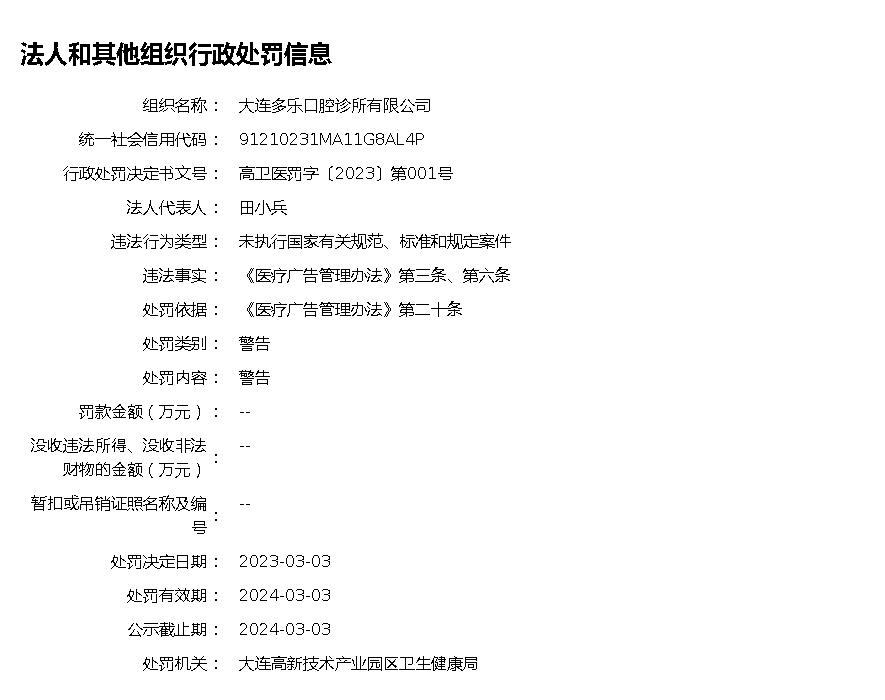 法人和其他组织行政处罚信息
组织名称： 大连多乐口腔诊所有限公司
统一社会信用代码： 91210231MA11G8AL4P
行政处罚决定书文号： 高卫医罚字〔2023〕第001号
法人代表人： 田小兵
违法行为类型： 未执行国家有关规范、标准和规定案件
违法事实： 《医疗广告管理办法》第三条、第六条
处罚依据： 《医疗广告管理办法》第二十条
处罚类别： 警告
处罚内容： 警告
罚款金额（万元）： --
没收违法所得、没收非法
财物的金额（万元）： --
暂扣或吊销证照名称及编
号： --
处罚决定日期： 2023-03-03
处罚有效期： 2024-03-03
公示截止期： 2024-03-03
处罚机关： 大连高新技术产业园区卫生健康局